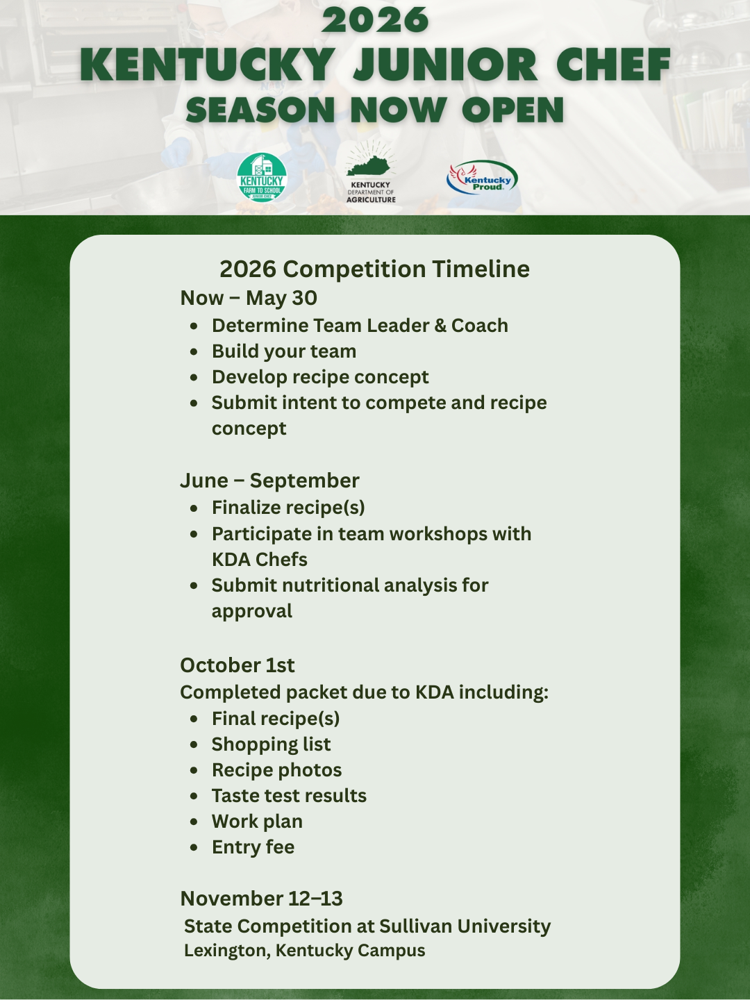 2026
KENTUCKY JUNIOR CHEF
SEASON NOW OPEN
KENTUCKY
FARM TO SCHOOL
JUNIOR CHEF
KENTUCKY
DEPARTMENT OF
AGRICULTURE
Kentucky
Proud
2026 Competition Timeline
Now – May 30
• Determine Team Leader & Coach
• Build your team
• Develop recipe concept
• Submit intent to compete and recipe
concept
June – September
• Finalize recipe(s)
• Participate in team workshops with
KDA Chefs
• Submit nutritional analysis for
approval
October 1st
Completed packet due to KDA including:
• Final recipe(s)
• Shopping list
• Recipe photos
• Taste test results
• Work plan
• Entry fee
November 12–13
State Competition at Sullivan University
Lexington, Kentucky Campus